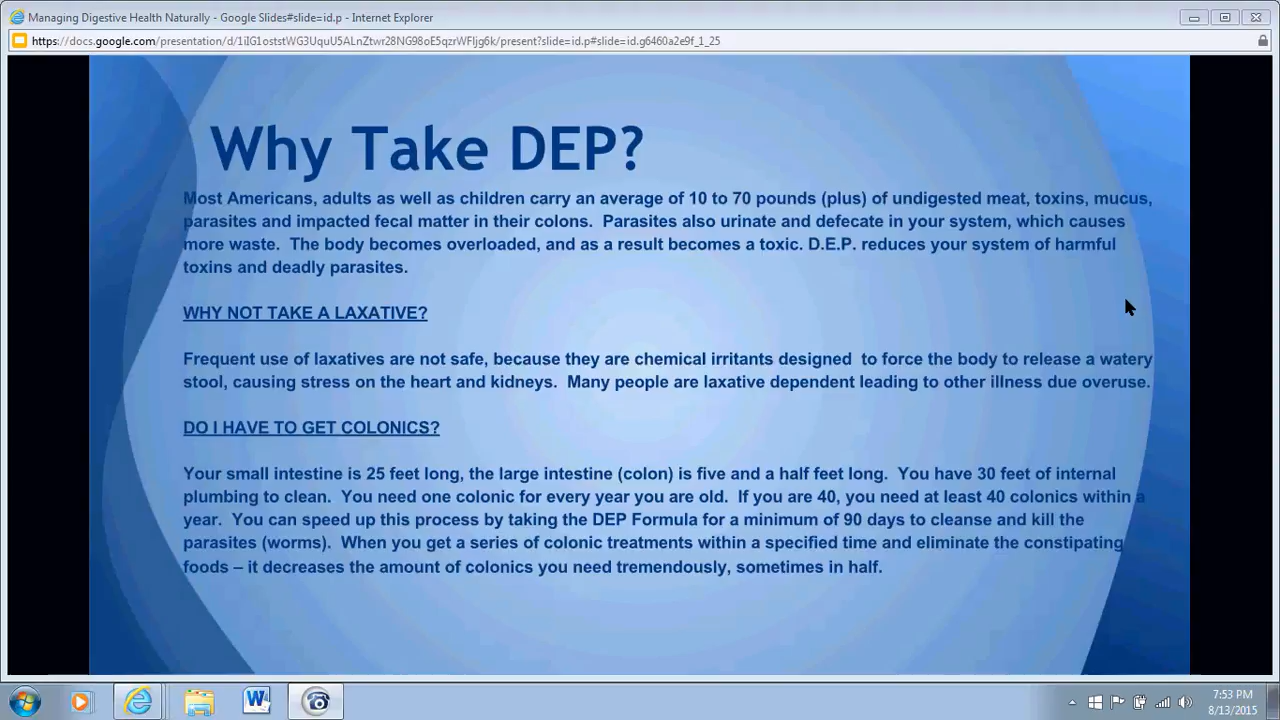 Managing Digestive Health Naturally - Google Slides#slide=id.p - Internet Explorer
https://docs.google.com/presentation/d/1iIG1oststWG3UquU5ALnZtwr28NG98oE5qzrWFIjg6k/present?slide=id.p#slide=id.g6460a2e9f_1_25
Why Take DEP?
Most Americans, adults as well as children carry an average of 10 to 70 pounds (plus) of undigested meat, toxins, mucus,
parasites and impacted fecal matter in their colons. Parasites also urinate and defecate in your system, which causes
more waste. The body becomes overloaded, and as a result becomes a toxic. D.E.P. reduces your system of harmful
toxins and deadly parasites.
WHY NOT TAKE A LAXATIVE?
Frequent use of laxatives are not safe, because they are chemical irritants designed to force the body to release a watery
stool, causing stress on the heart and kidneys. Many people are laxative dependent leading to other illness due overuse.
DO I HAVE TO GET COLONICS?
Your small intestine is 25 feet long, the large intestine (colon) is five and a half feet long. You have 30 feet of internal
plumbing to clean. You need one colonic for every year you are old. If you are 40, you need at least 40 colonics within a
year. You can speed up this process by taking the DEP Formula for a minimum of 90 days to cleanse and kill the
parasites (worms). When you get a series of colonic treatments within a specified time and eliminate the constipating
foods – it decreases the amount of colonics you need tremendously, sometimes in half.
7:53 PM
8/13/2015